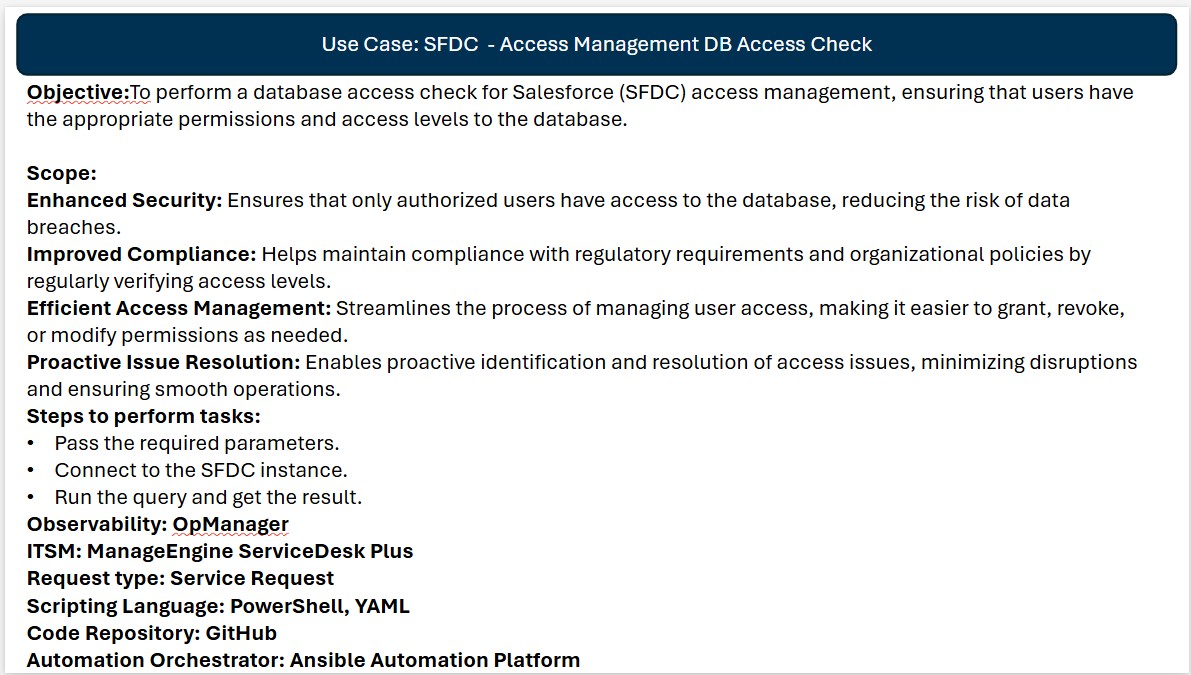 Use Case: SFDC  - Access Management DB Access Check
Objective:To perform a database access check for Salesforce (SFDC) access management, ensuring that users have
the appropriate permissions and access levels to the database.
Scope:
Enhanced Security: Ensures that only authorized users have access to the database, reducing the risk of data
breaches.
Improved Compliance: Helps maintain compliance with regulatory requirements and organizational policies by
regularly verifying access levels.
Efficient Access Management: Streamlines the process of managing user access, making it easier to grant, revoke,
or modify permissions as needed.
Proactive Issue Resolution: Enables proactive identification and resolution of access issues, minimizing disruptions
and ensuring smooth operations.
Steps to perform tasks:
• Pass the required parameters.
• Connect to the SFDC instance.
• Run the query and get the result.
Observability: OpManager
ITSM: ManageEngine ServiceDesk Plus
Request type: Service Request
Scripting Language: PowerShell, YAML
Code Repository: GitHub
Automation Orchestrator: Ansible Automation Platform